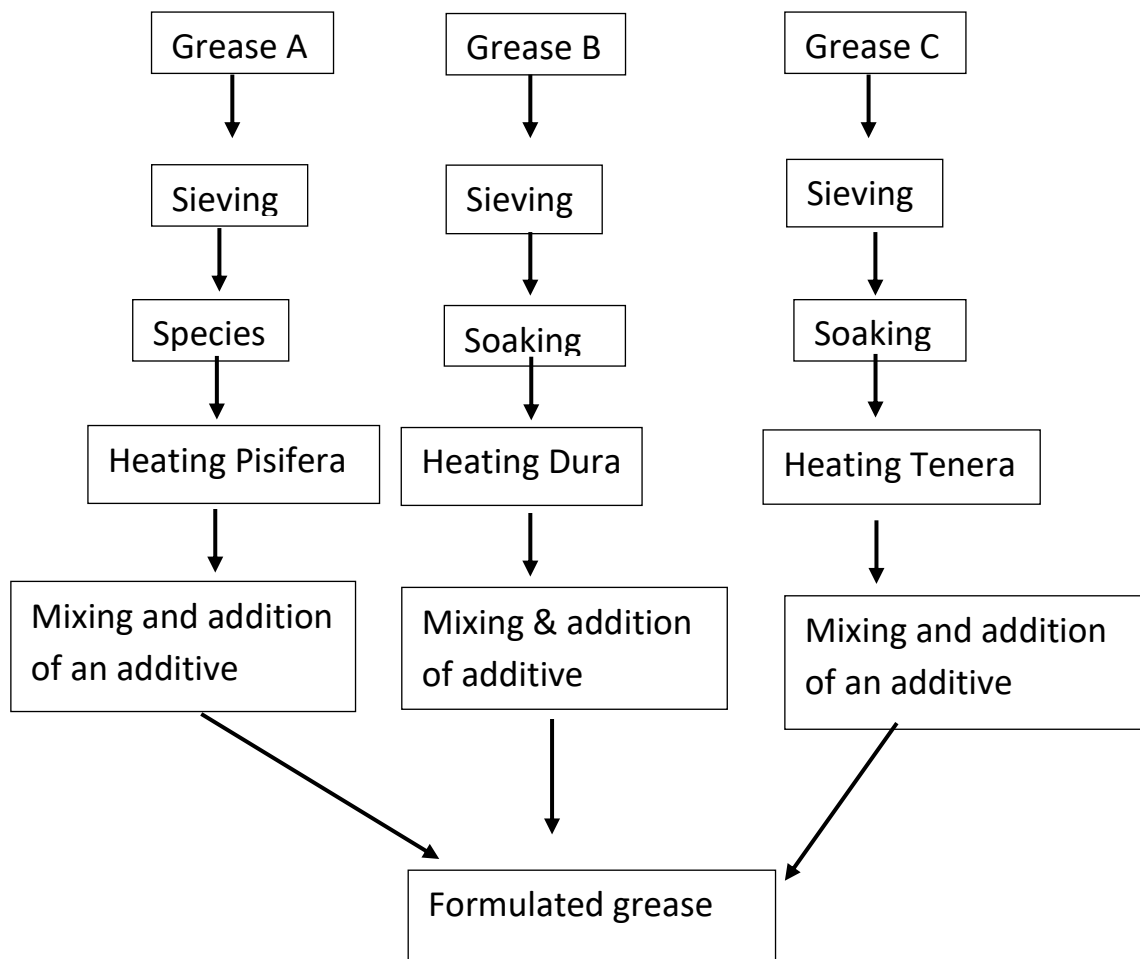 Grease A
Grease B
Grease C
Sieving
Sieving
Sieving
Species
Soaking
Soaking
Heating Pisifera
Heating Dura
Heating Tenera
Mixing and addition
of an additive
Mixing & addition
of additive
Mixing and addition
of an additive
Formulated grease